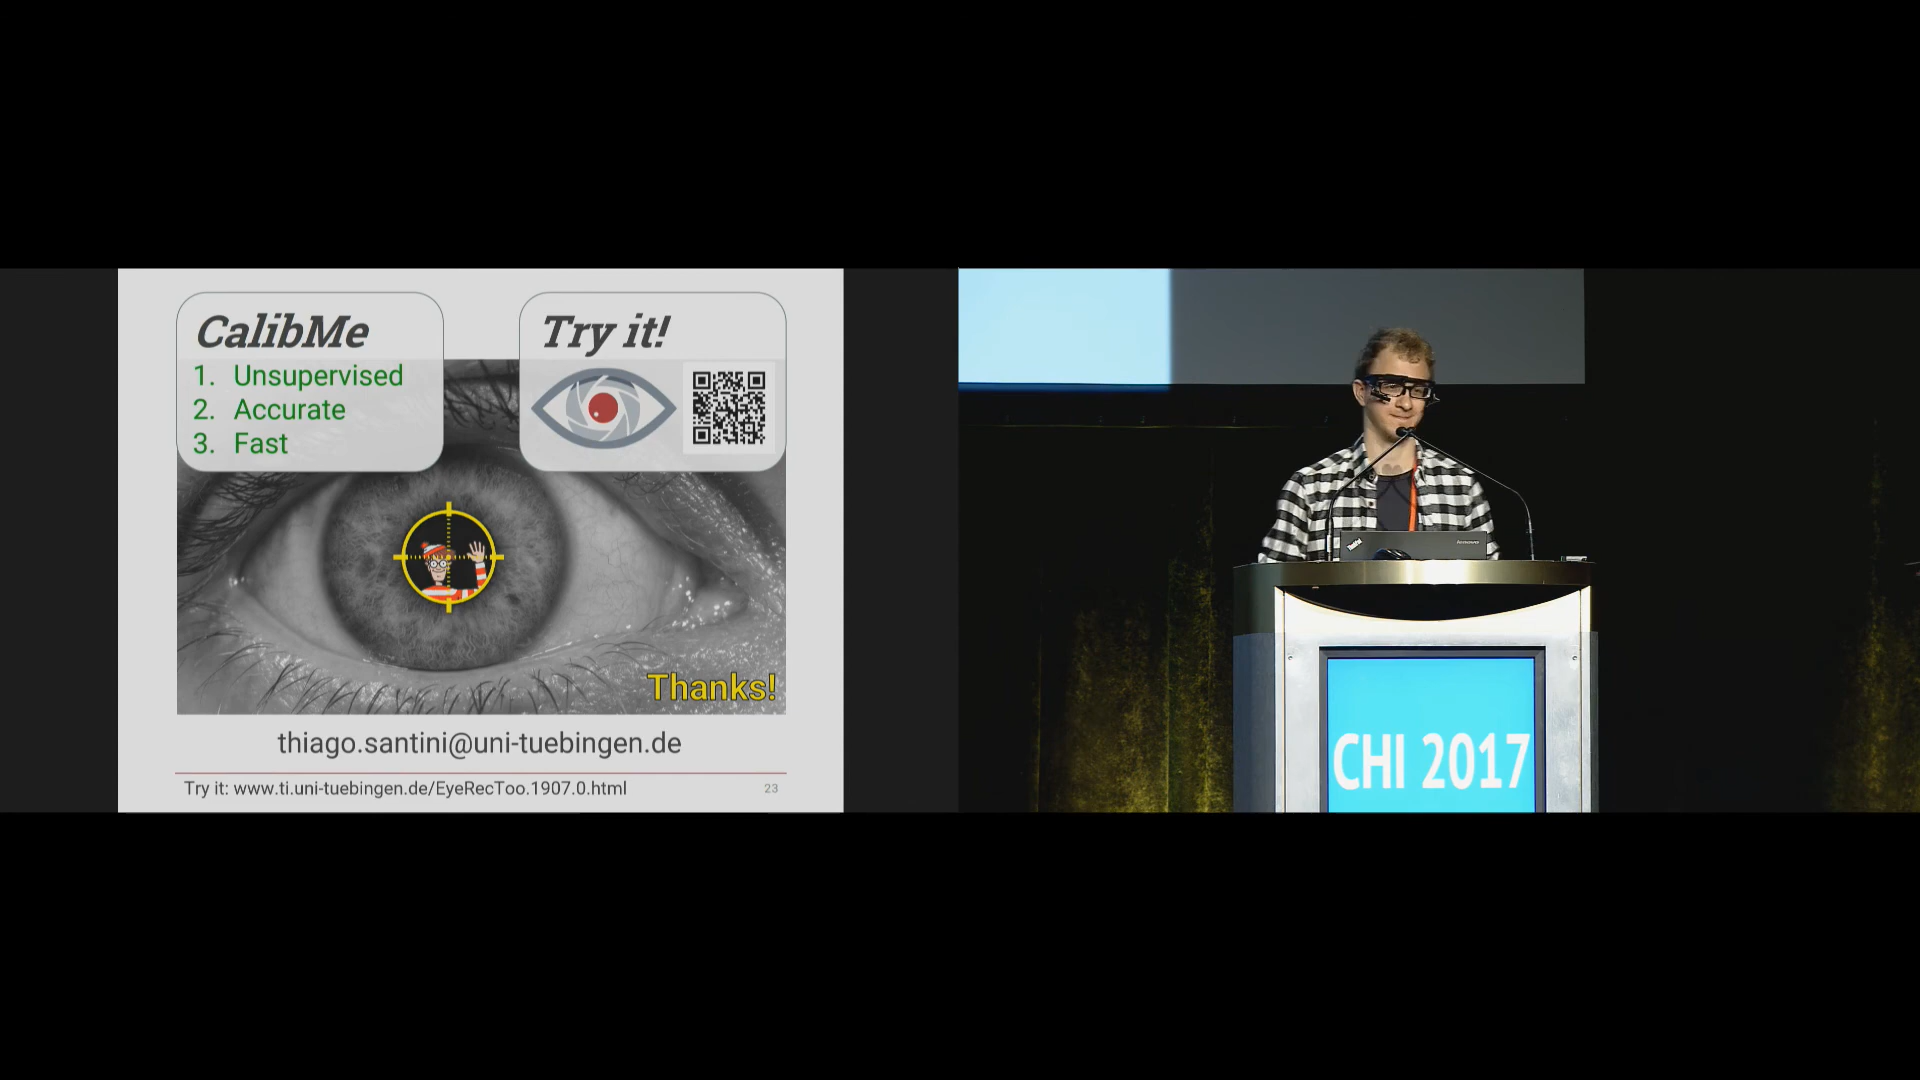 CalibMe
1. Unsupervised
2. Accurate
3. Fast
Try it!
Thanks!
thiago.santini@uni-tuebingen.de
Try it: www.ti.uni-tuebingen.de/EyeRecToo.1907.0.html
23
CHI 2017